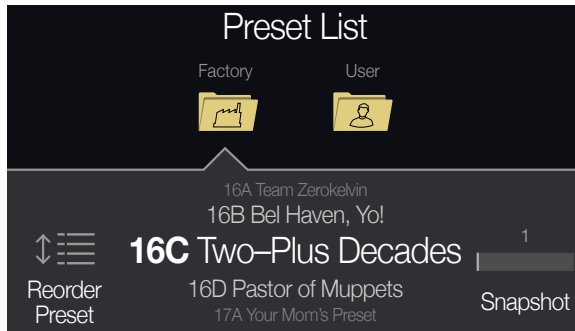 Preset List
Factory
User
16A Team Zerokelvin
16B Bel Haven, Yo!
16C Two–Plus Decades
16D Pastor of Muppets
17A Your Mom's Preset
Reorder
Preset
1
Snapshot